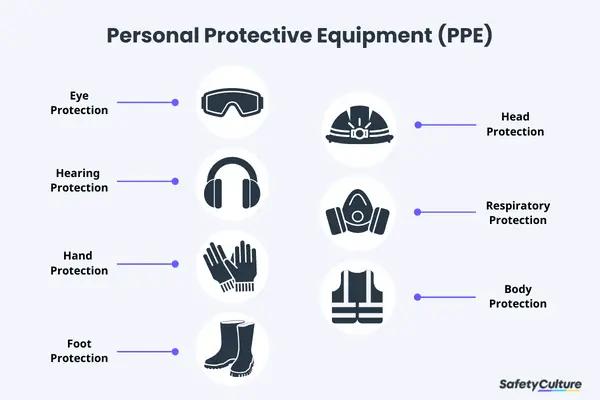 Personal Protective Equipment (PPE)
Eye
Protection
Hearing
Protection
Hand
Protection
Foot
Protection
Head
Protection
Respiratory
Protection
Body
Protection
SafetyCulture